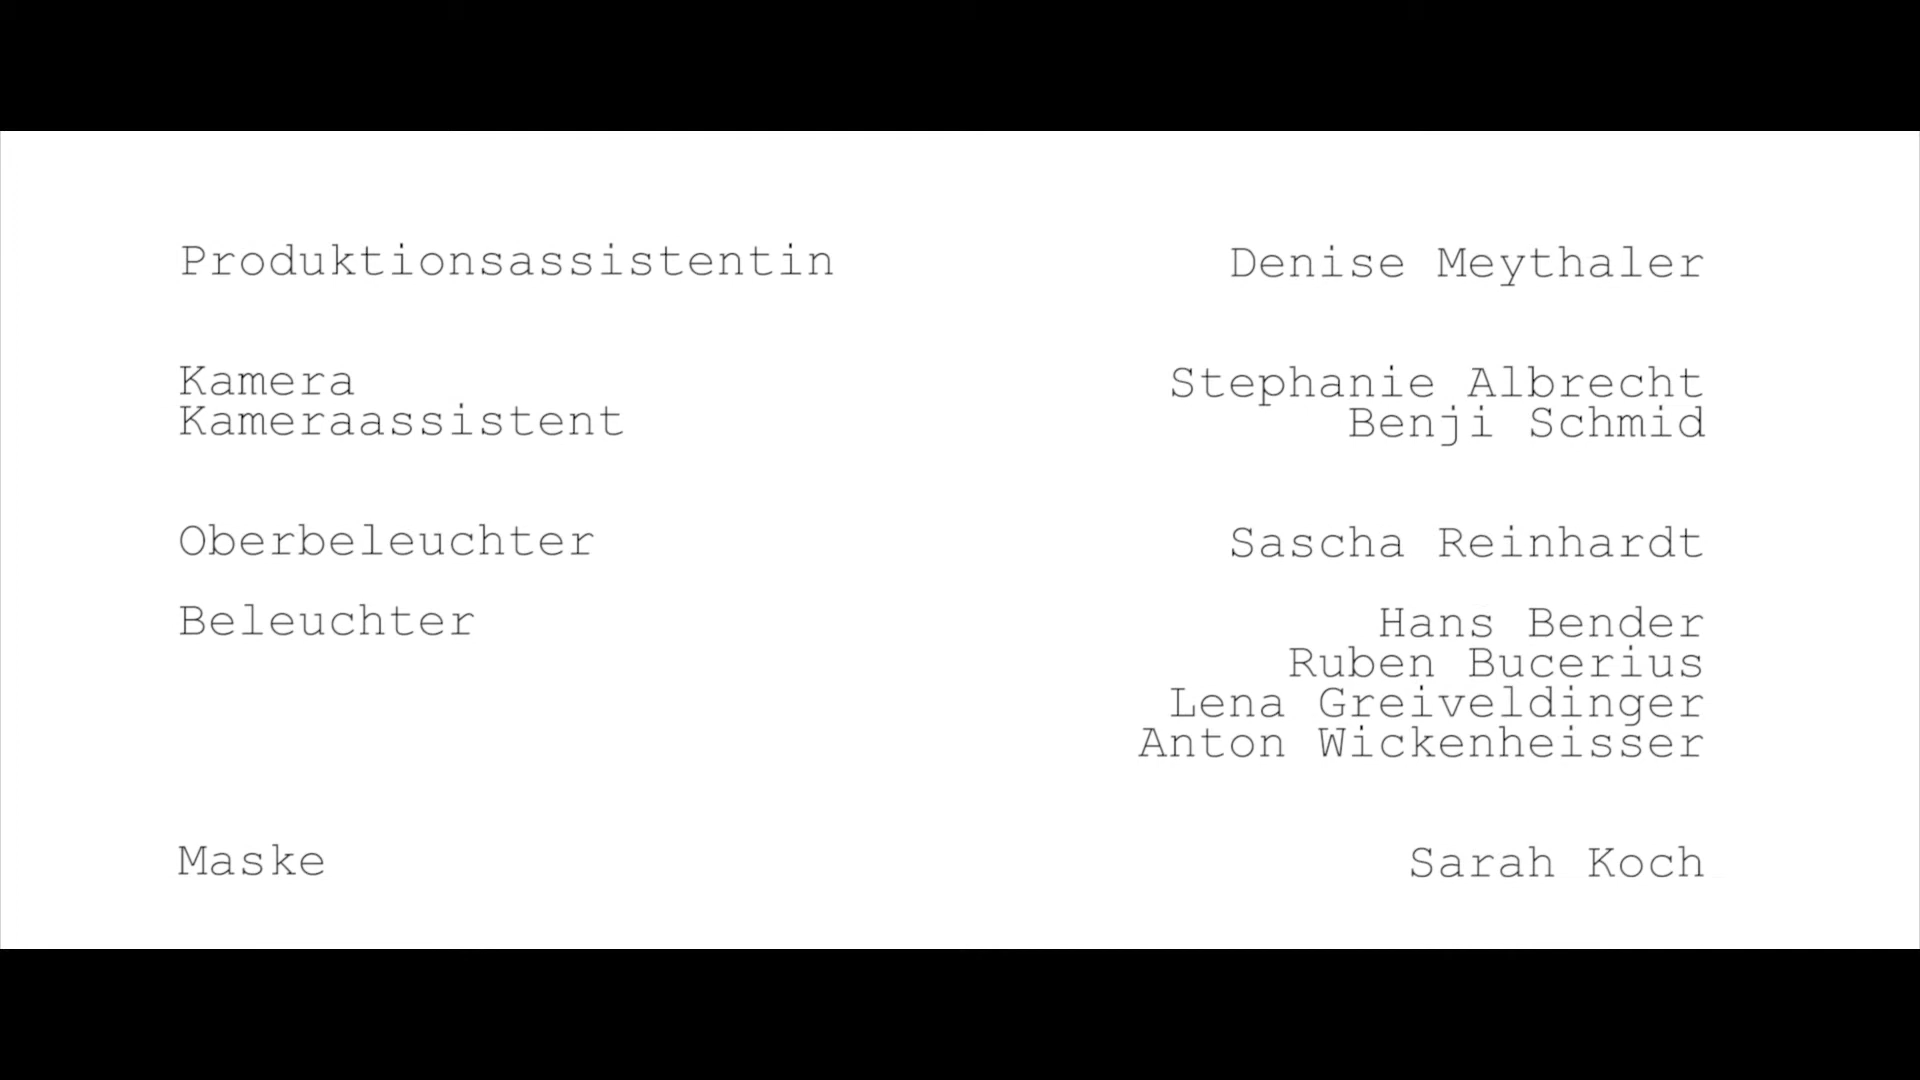 Produktionsassistentin Denise Meythaler
Kamera Stephanie Albrecht
Kameraassistent Benji Schmid
Oberbeleuchter Sascha Reinhardt
Beleuchter Hans Bender
Ruben Bucerius
Lena Greiveldinger
Anton Wickenheisser
Maske Sarah Koch